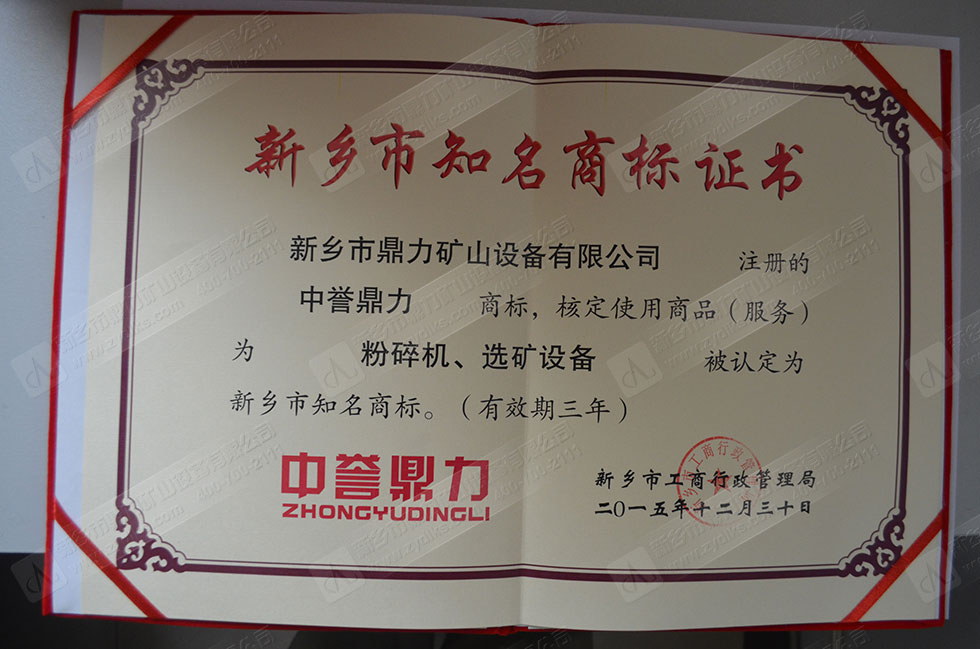 新乡市知名商标证书
新乡市鼎力矿山设备有限公司 注册的
中誉鼎力 商标，核定使用商品（服务）
为 粉碎机、选矿设备 被认定为
新乡市知名商标。（有效期三年）
中誉鼎力
ZHONGYUDINGLI
新乡市工商行政管理局
二〇一五年十二月三十日